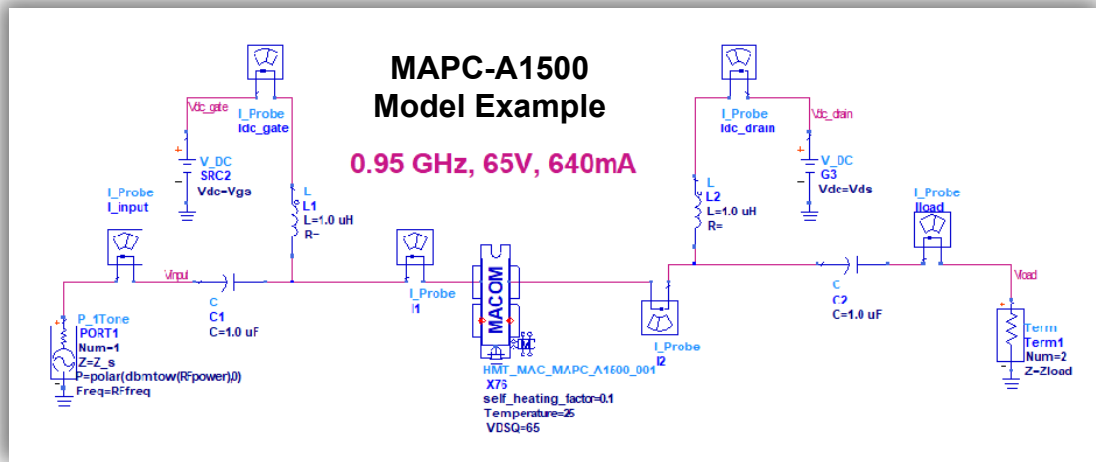 MAPC-A1500
Model Example
0.95 GHz, 65V, 640mA
Vdc_gate
I_Probe
Idc_gate
V_DC
SRC2
Vdc=Vgs
L
L1
L=1.0 uH
R=
I_Probe
I_input
Vinput
C
C1
C=1.0 uF
P_1Tone
PORT1
Num=1
Z=Z_s
P=polar(dbmtow(RFpower),0)
Freq=RFfreq
I_Probe
I1
MACOM
HMT_MAC_MAPC_A1500_001
X76
self_heating_factor=0.1
Temperature=25
VDSQ=65
I_Probe
I2
I_Probe
Idc_drain
Vdc_drain
V_DC
G3
Vdc=Vds
L
L2
L=1.0 uH
R=
C
C2
C=1.0 uF
I_Probe
Iload
Vload
Term
Term1
Num=2
Z=Zload